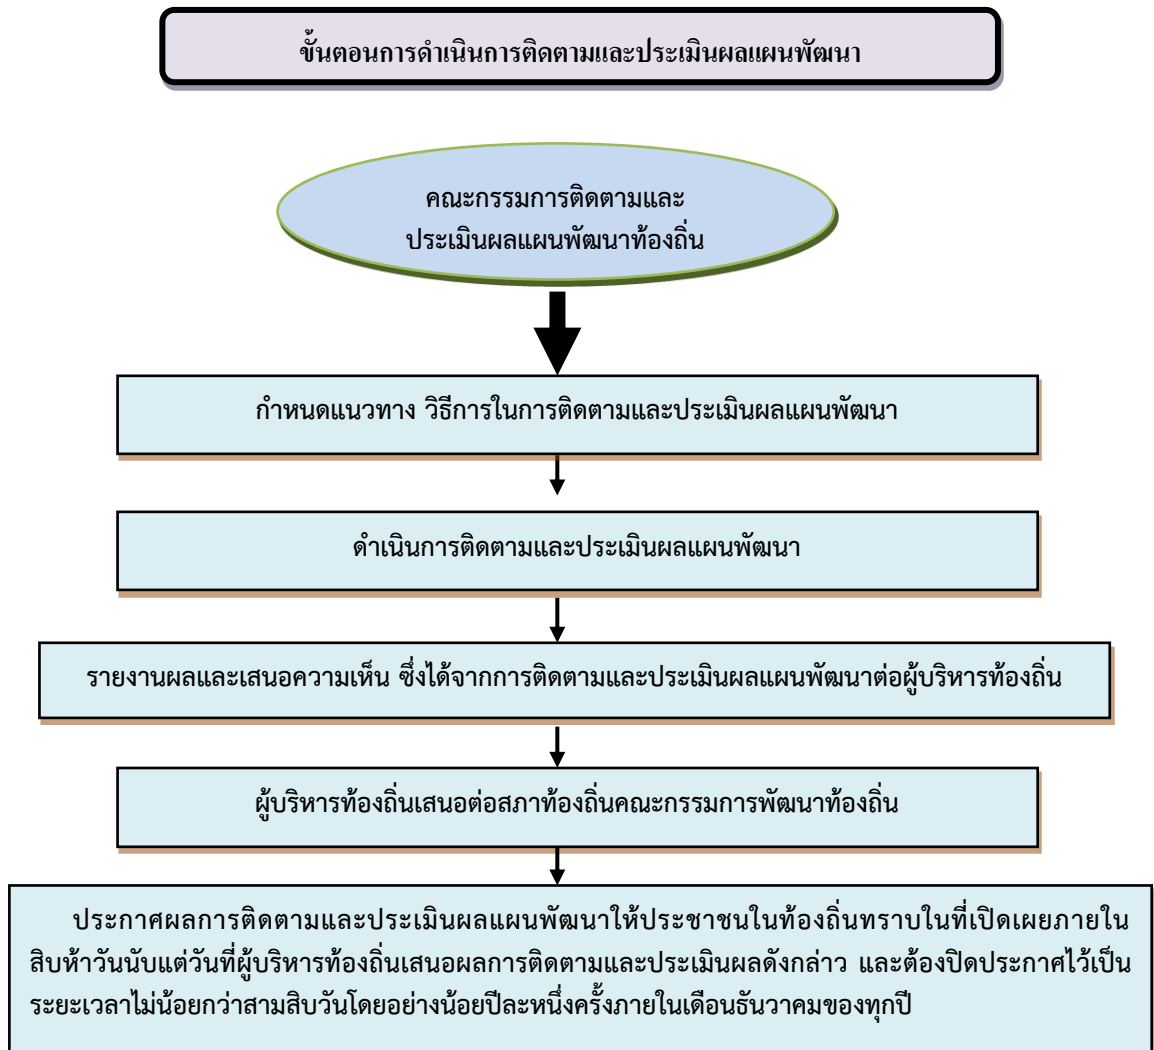 ขั้นตอนการดำเนินการติดตามและประเมินผลแผนพัฒนา
คณะกรรมการติดตามและ
ประเมินผลแผนพัฒนาท้องถิ่น
กำหนดแนวทาง วิธีการในการติดตามและประเมินผลแผนพัฒนา
ดำเนินการติดตามและประเมินผลแผนพัฒนา
รายงานผลและเสนอความเห็น ซึ่งได้จากการติดตามและประเมินผลแผนพัฒนาต่อผู้บริหารท้องถิ่น
ผู้บริหารท้องถิ่นเสนอต่อสภาท้องถิ่นคณะกรรมการพัฒนาท้องถิ่น
ประกาศผลการติดตามและประเมินผลแผนพัฒนาให้ประชาชนในท้องถิ่นทราบในที่เปิดเผยภายใน
สิบห้าวันนับแต่วันที่ผู้บริหารท้องถิ่นเสนอผลการติดตามและประเมินผลดังกล่าว และต้องปิดประกาศไว้เป็น
ระยะเวลาไม่น้อยกว่าสามสิบวันโดยอย่างน้อยปีละหนึ่งครั้งภายในเดือนธันวาคมของทุกปี